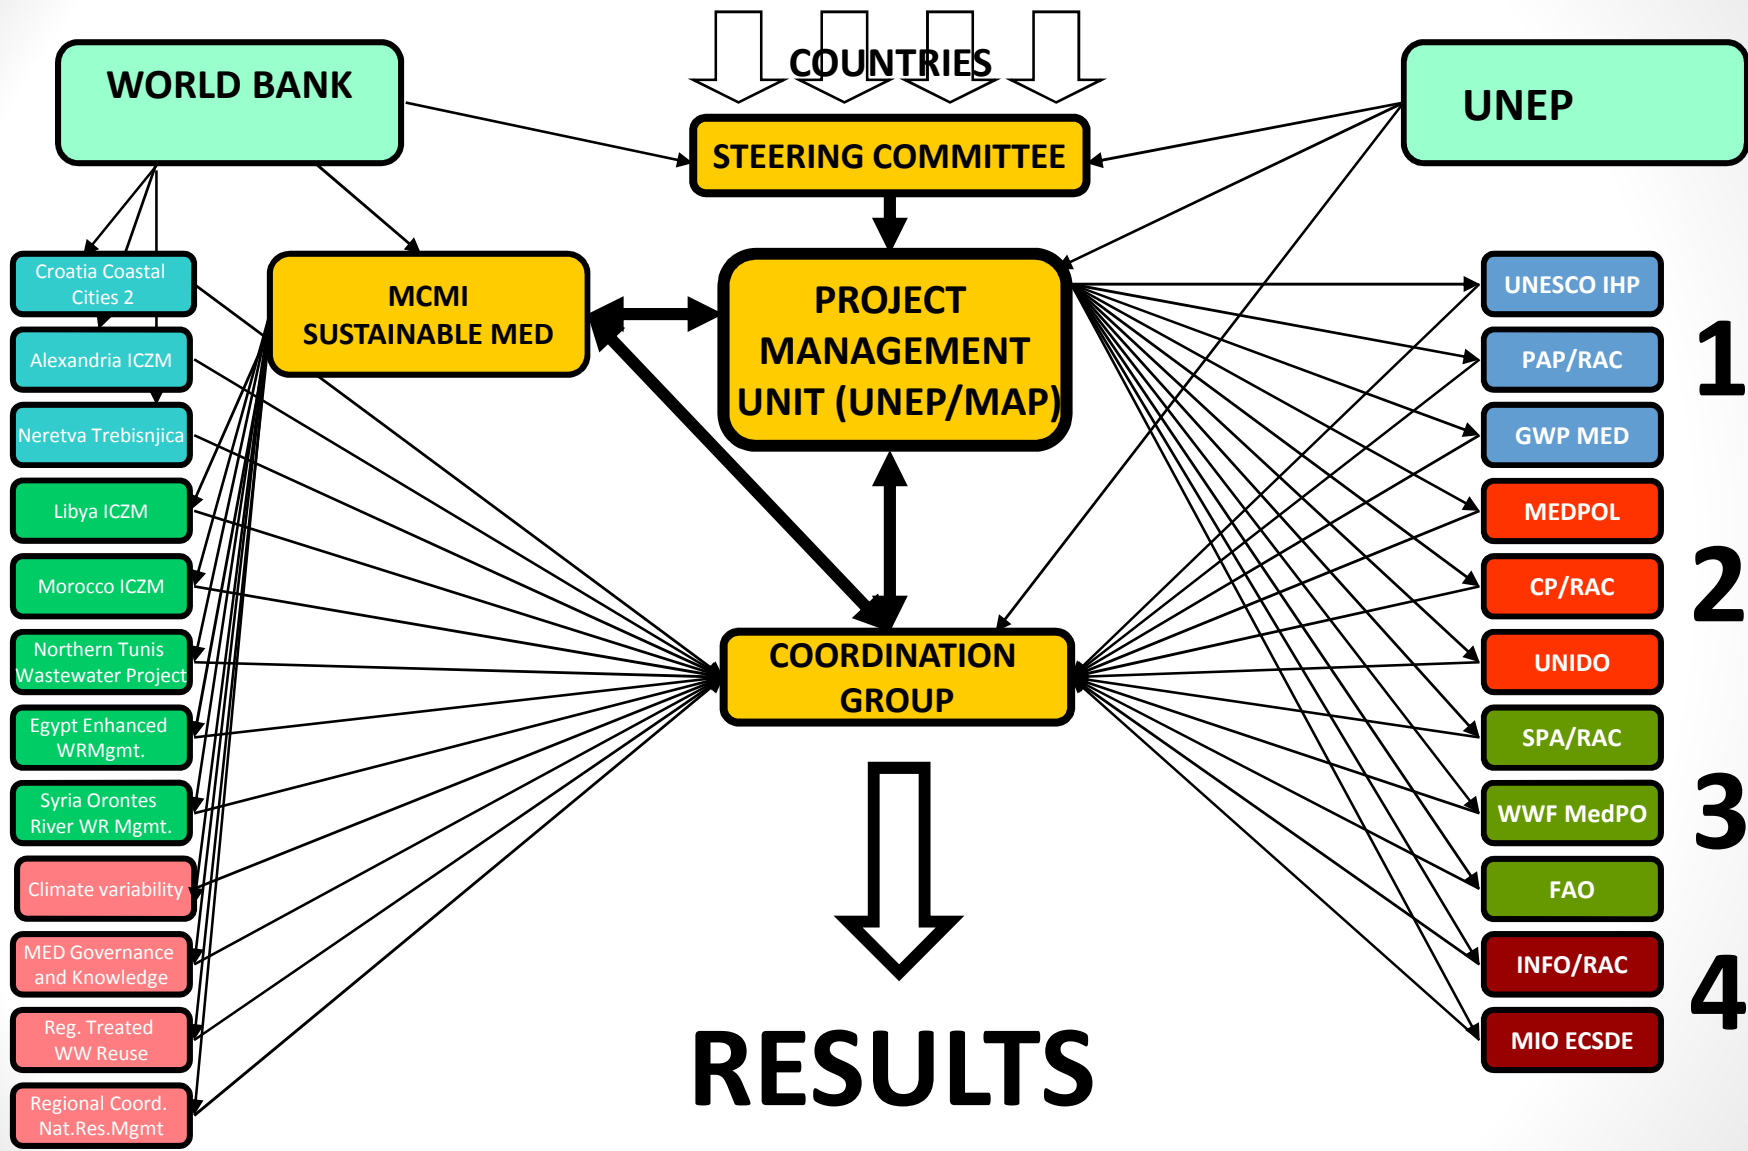 COUNTRIES
WORLD BANK
UNEP
STEERING COMMITTEE
MCMI
SUSTAINABLE MED
PROJECT
MANAGEMENT
UNIT (UNEP/MAP)
COORDINATION
GROUP
RESULTS
Croatia Coastal
Cities 2
Alexandria ICZM
Neretva Trebisnjica
Libya ICZM
Morocco ICZM
Northern Tunis
Wastewater Project
Egypt Enhanced
WRMgmt.
Syria Orontes
River WR Mgmt.
Climate variability
MED Governance
and Knowledge
Reg. Treated
WW Reuse
Regional Coord.
Nat.Res.Mgmt
UNESCO IHP
PAP/RAC
GWP MED
1
MEDPOL
CP/RAC
UNIDO
2
SPA/RAC
WWF MedPO
FAO
3
INFO/RAC
MIO ECSDE
4